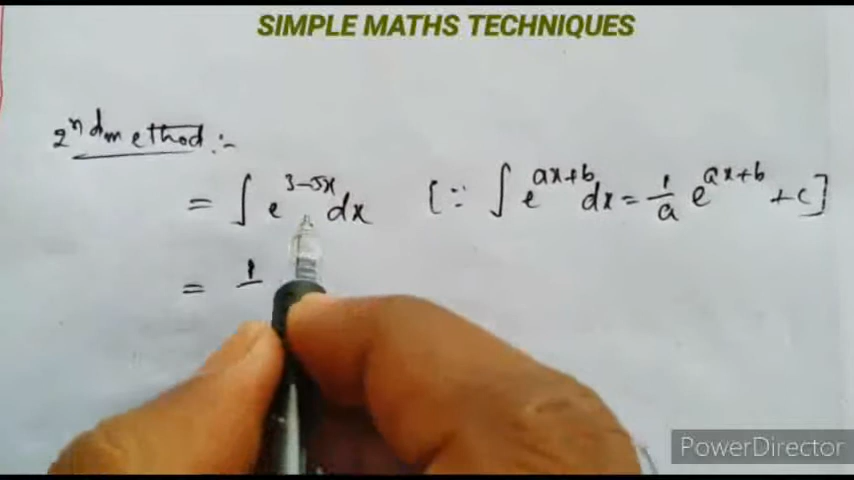 SIMPLE MATHS TECHNIQUES
2nd method :-
= ∫ e^{3-5x} dx [∵ ∫ e^{ax+b} dx = 1/a e^{ax+b} + c]
= 1
PowerDirector